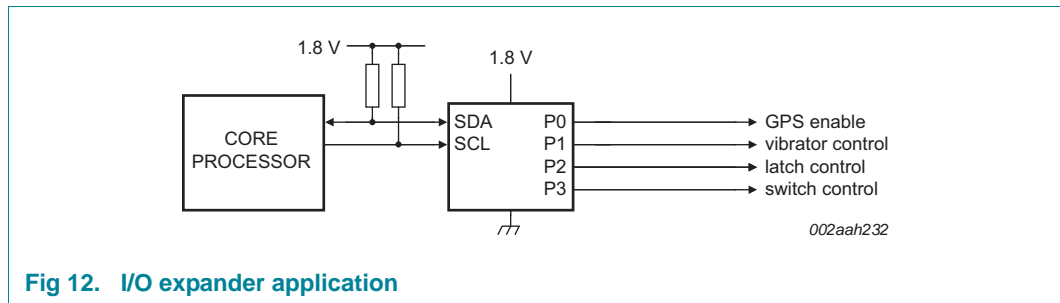 1.8 V
1.8 V
CORE
PROCESSOR
SDA
SCL
P0
P1
P2
P3
GPS enable
vibrator control
latch control
switch control
002aah232
Fig 12. I/O expander application